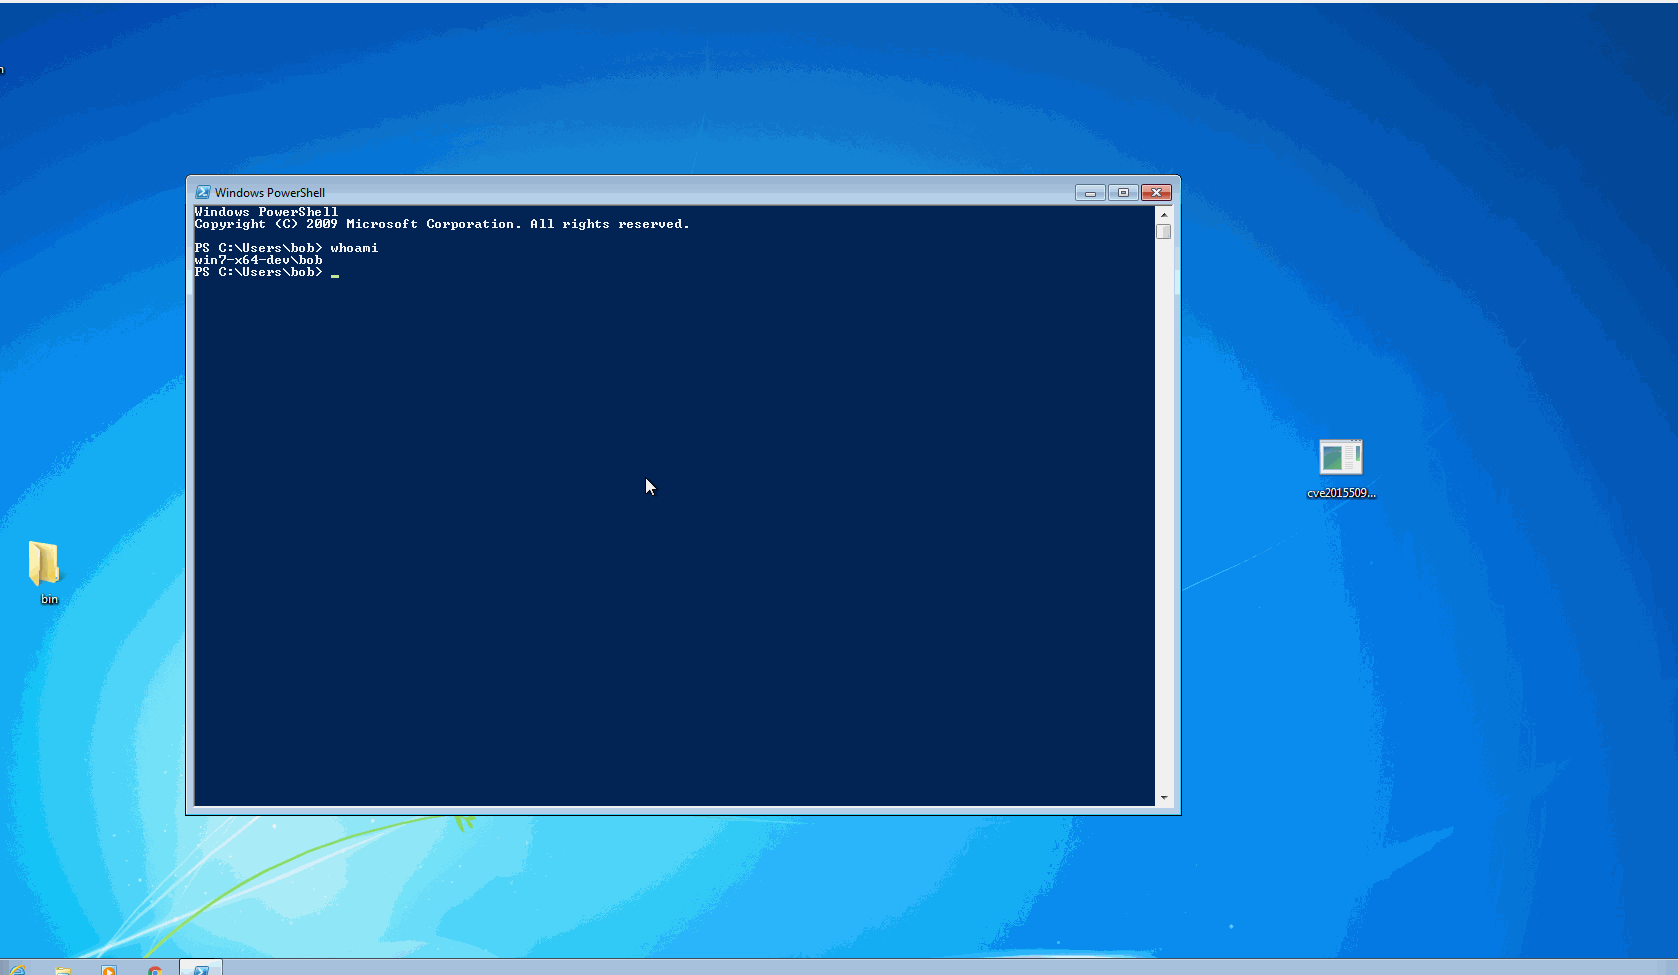 Windows PowerShell
Windows PowerShell
Copyright (C) 2009 Microsoft Corporation. All rights reserved.
PS C:\Users\bob> whoami
win7-x64-dev\bob
PS C:\Users\bob> _
cve2015509...
bin